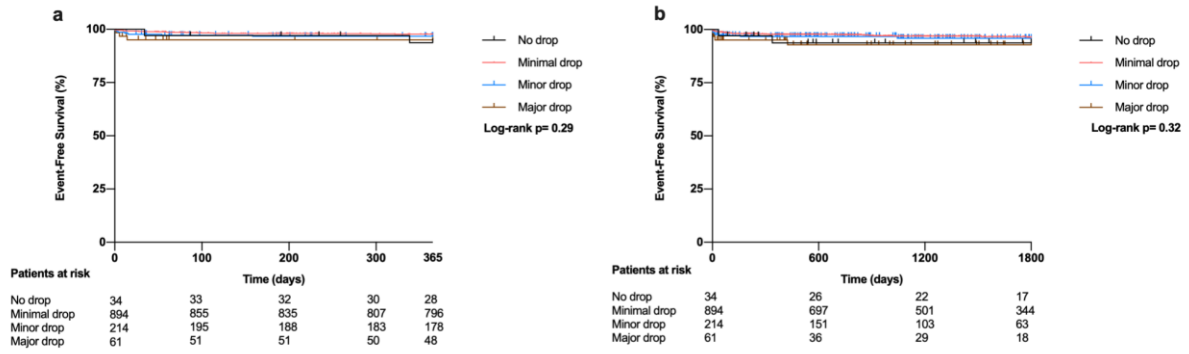 a
100
75
50
25
0
Event-Free Survival (%)
0 100 200 300 365
Time (days)
No drop
Minimal drop
Minor drop
Major drop
Log-rank p= 0.29
Patients at risk
No drop 34 33 32 30 28
Minimal drop 894 855 835 807 796
Minor drop 214 195 188 183 178
Major drop 61 51 51 50 48
b
100
75
50
25
0
Event-Free Survival (%)
0 600 1200 1800
Time (days)
No drop
Minimal drop
Minor drop
Major drop
Log-rank p= 0.32
Patients at risk
No drop 34 26 22 17
Minimal drop 894 697 501 344
Minor drop 214 151 103 63
Major drop 61 36 29 18